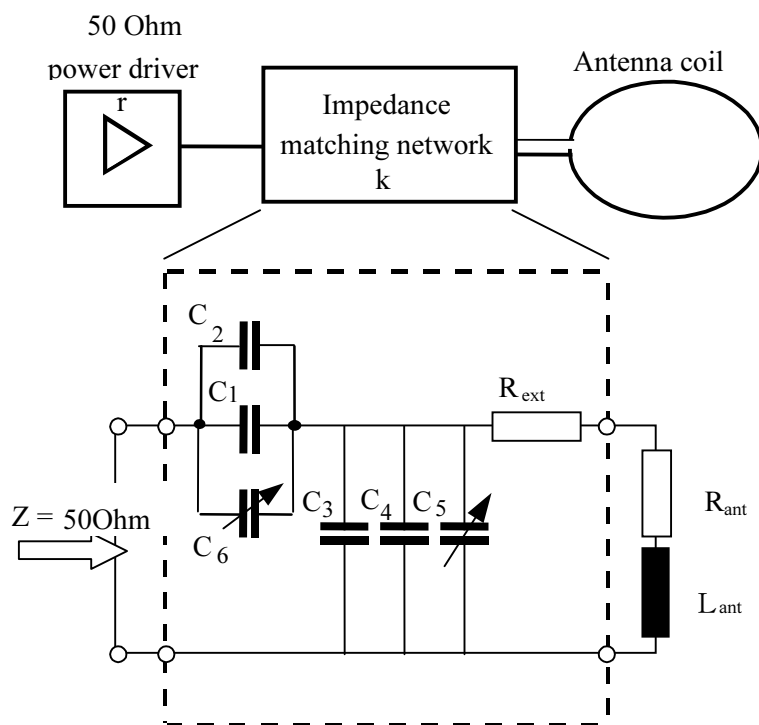 50 Ohm
power driver
r
Impedance
matching network
k
Antenna coil
C2
C1
C6
C3
C4
C5
Rext
Rant
Lant
Z = 50Ohm